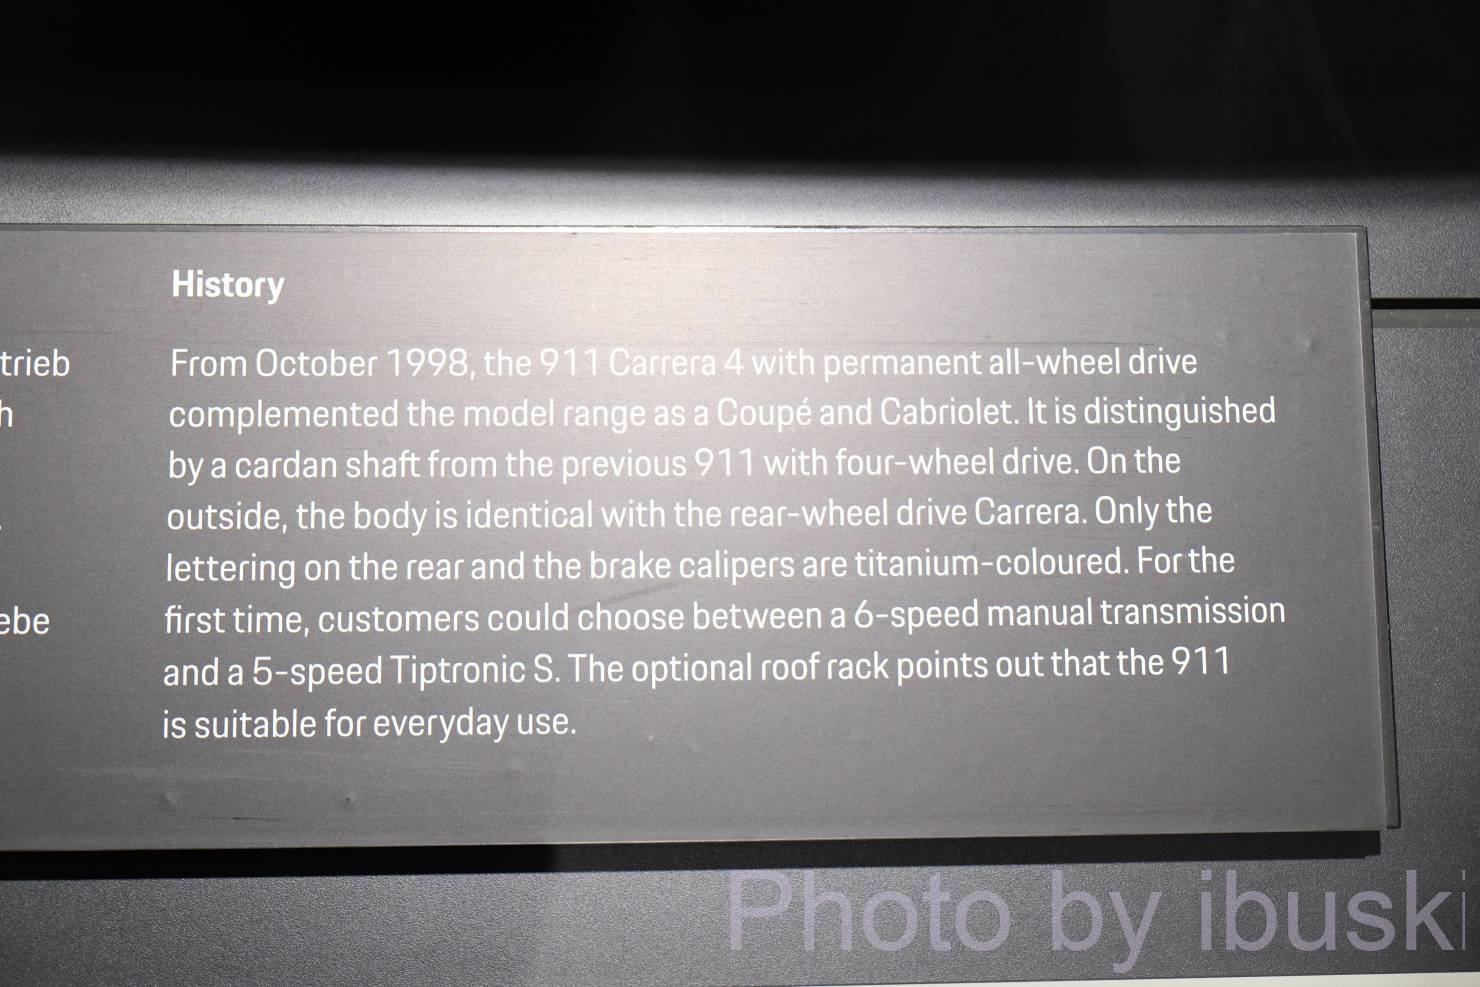 trieb
h
.
ebe
History
From October 1998, the 911 Carrera 4 with permanent all-wheel drive
complemented the model range as a Coupé and Cabriolet. It is distinguished
by a cardan shaft from the previous 911 with four-wheel drive. On the
outside, the body is identical with the rear-wheel drive Carrera. Only the
lettering on the rear and the brake calipers are titanium-coloured. For the
first time, customers could choose between a 6-speed manual transmission
and a 5-speed Tiptronic S. The optional roof rack points out that the 911
is suitable for everyday use.
Photo by ibuski